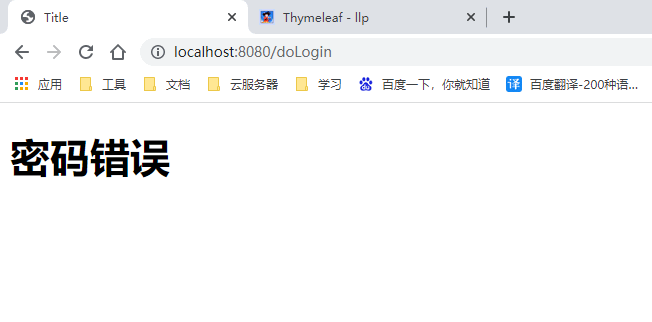 Title
Thymeleaf - llp
localhost:8080/doLogin
应用 工具 文档 云服务器 学习 百度一下，你就知道 译 百度翻译-200种语...
密码错误